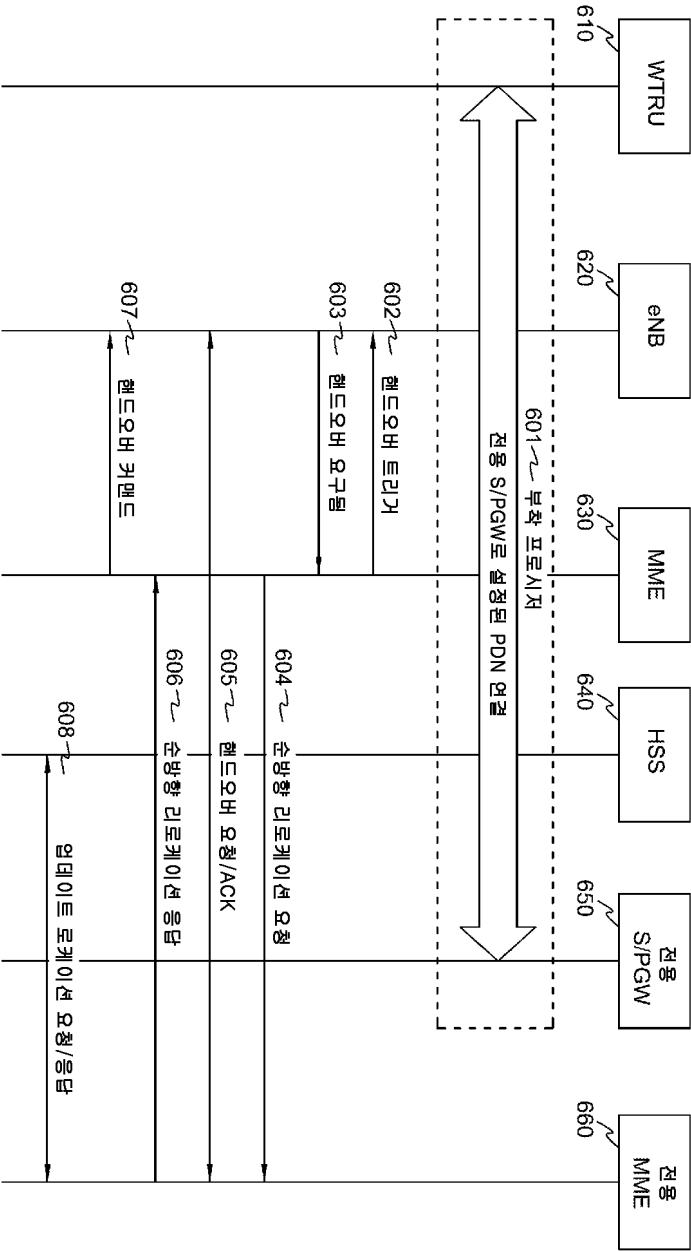 610
WTRU
620
eNB
630
MME
640
HSS
650
전용
S/PGW
660
전용
MME
601 부착 프로시저
전용 S/PGW로 설정된 PDN 연결
602 핸드오버 트리거
603 핸드오버 요구됨
604 순방향 리로케이션 요청
605 핸드오버 요청/ACK
606 순방향 리로케이션 응답
607 핸드오버 커맨드
608 업데이트 로케이션 요청/응답